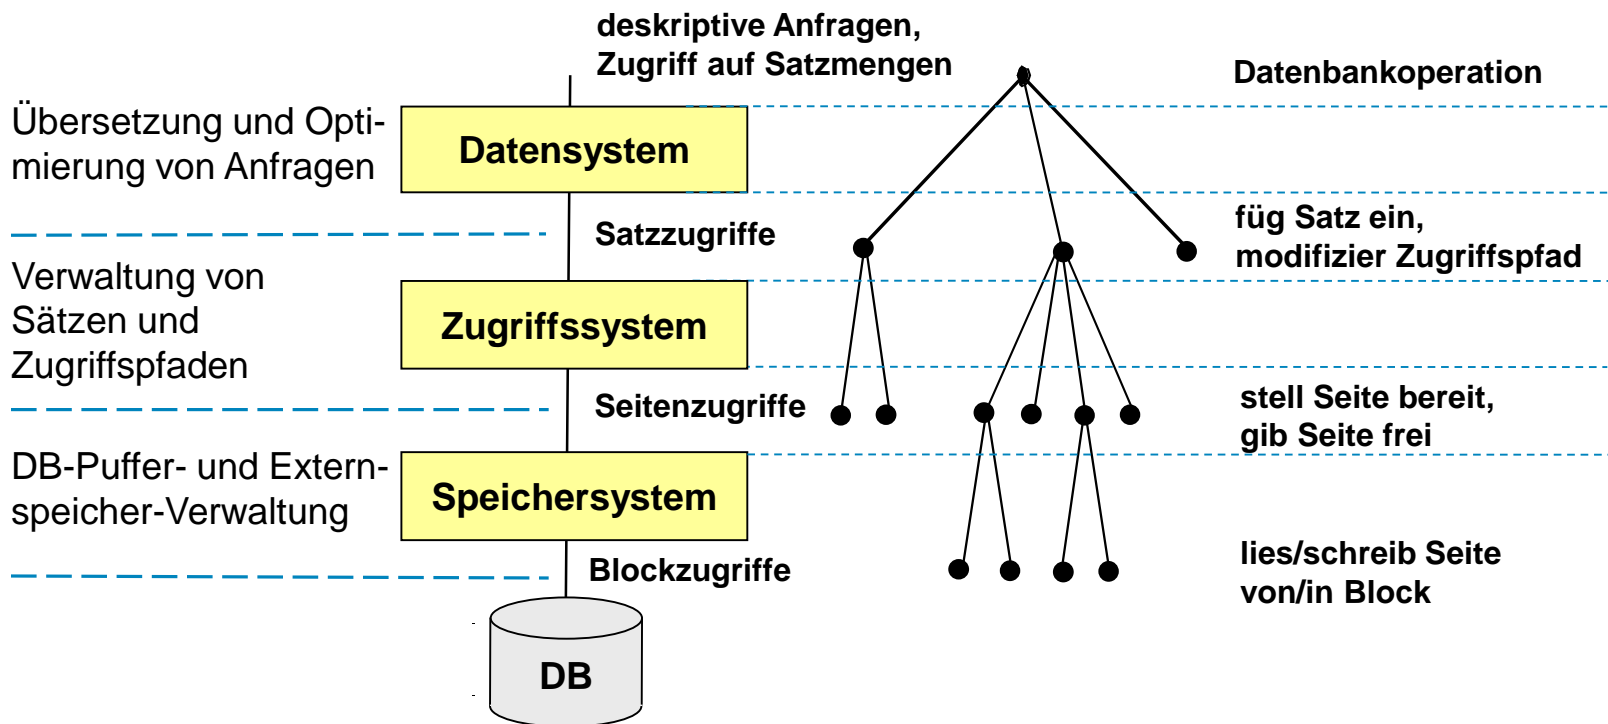 deskriptive Anfragen,
Zugriff auf Satzmengen
Datenbankoperation
Übersetzung und Opti-
mierung von Anfragen
Datensystem
Satzzugriffe
füg Satz ein,
modifizier Zugriffspfad
Verwaltung von
Sätzen und
Zugriffspfaden
Zugriffssystem
Seitenzugriffe
stell Seite bereit,
gib Seite frei
DB-Puffer- und Extern-
speicher-Verwaltung
Speichersystem
Blockzugriffe
lies/schreib Seite
von/in Block
DB